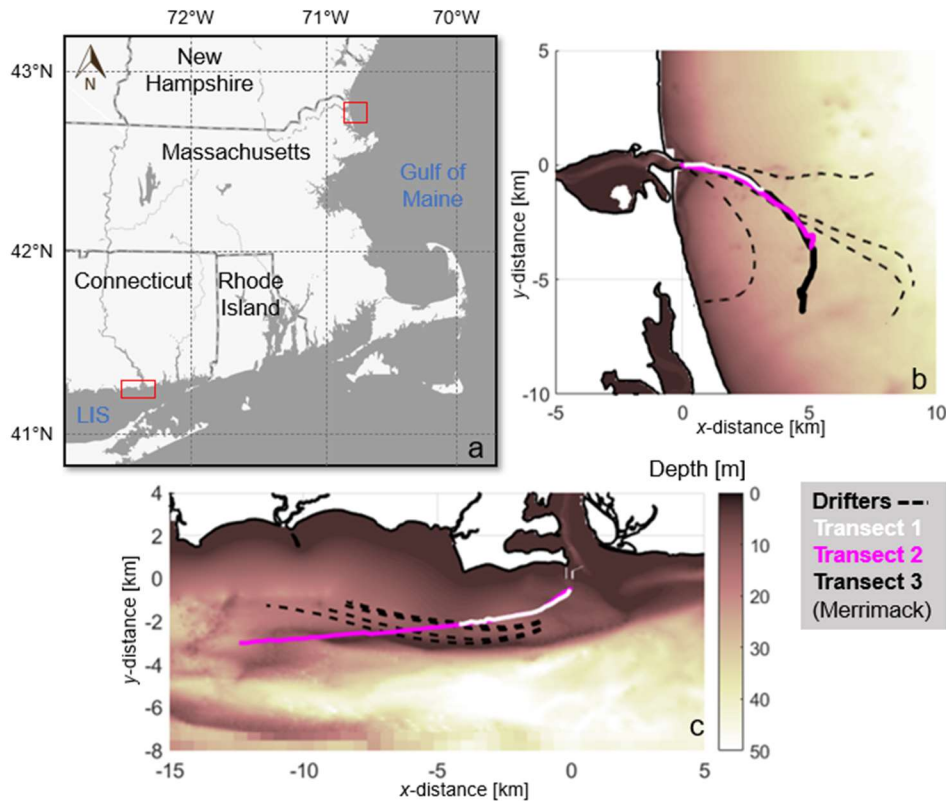 72°W 71°W 70°W
43°N
42°N
41°N
N
New
Hampshire
Massachusetts
Gulf of
Maine
Connecticut
Rhode
Island
LIS
a
5
0
-5
-10
y-distance [km]
-5 0 5 10
x-distance [km]
b
Depth [m]
0
10
20
30
40
50
4
2
0
-2
-4
-6
-8
y-distance [km]
-15 -10 -5 0 5
x-distance [km]
c
Drifters
Transect 1
Transect 2
Transect 3
(Merrimack)